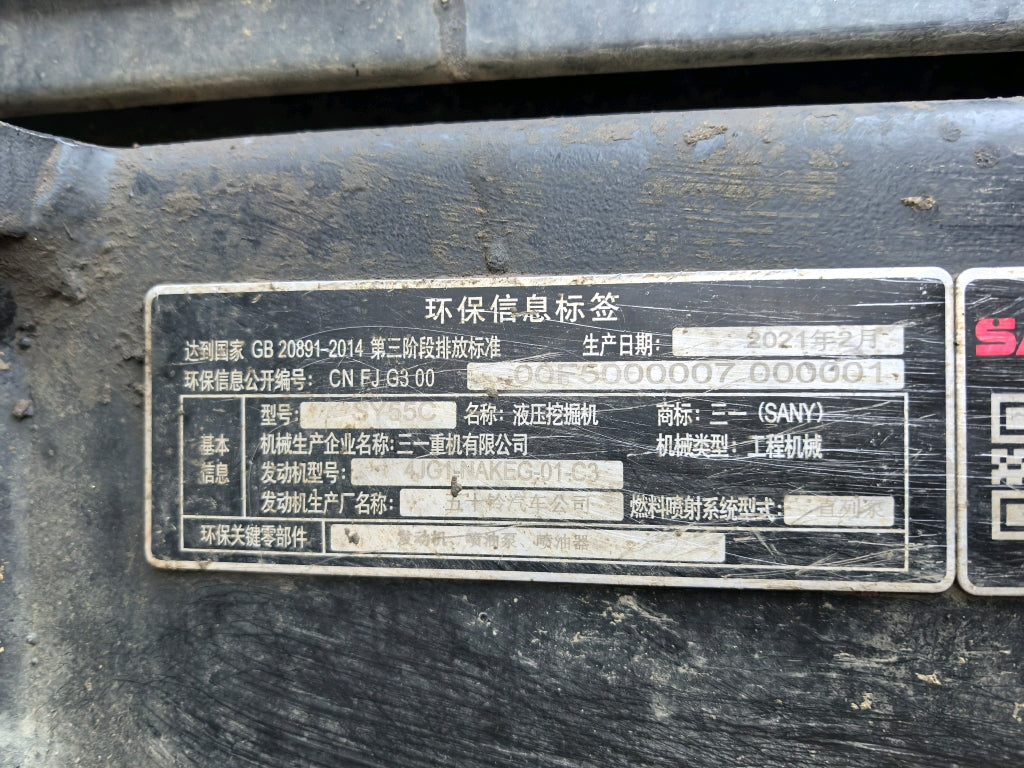 环保信息标签
达到国家 GB 20891-2014 第三阶段排放标准 生产日期: 2021年2月
环保信息公开编号: CN FJ G3 00 00F5000007 000001
基本信息
型号: SY55C 名称: 液压挖掘机 商标: 三一 (SANY)
机械生产企业名称: 三一重机有限公司 机械类型: 工程机械
发动机型号: 4JG1-NAKEG-01-C3
发动机生产厂名称: 五十铃汽车公司 燃料喷射系统型式: 直列泵
环保关键零部件 发动机、喷油泵、喷油器